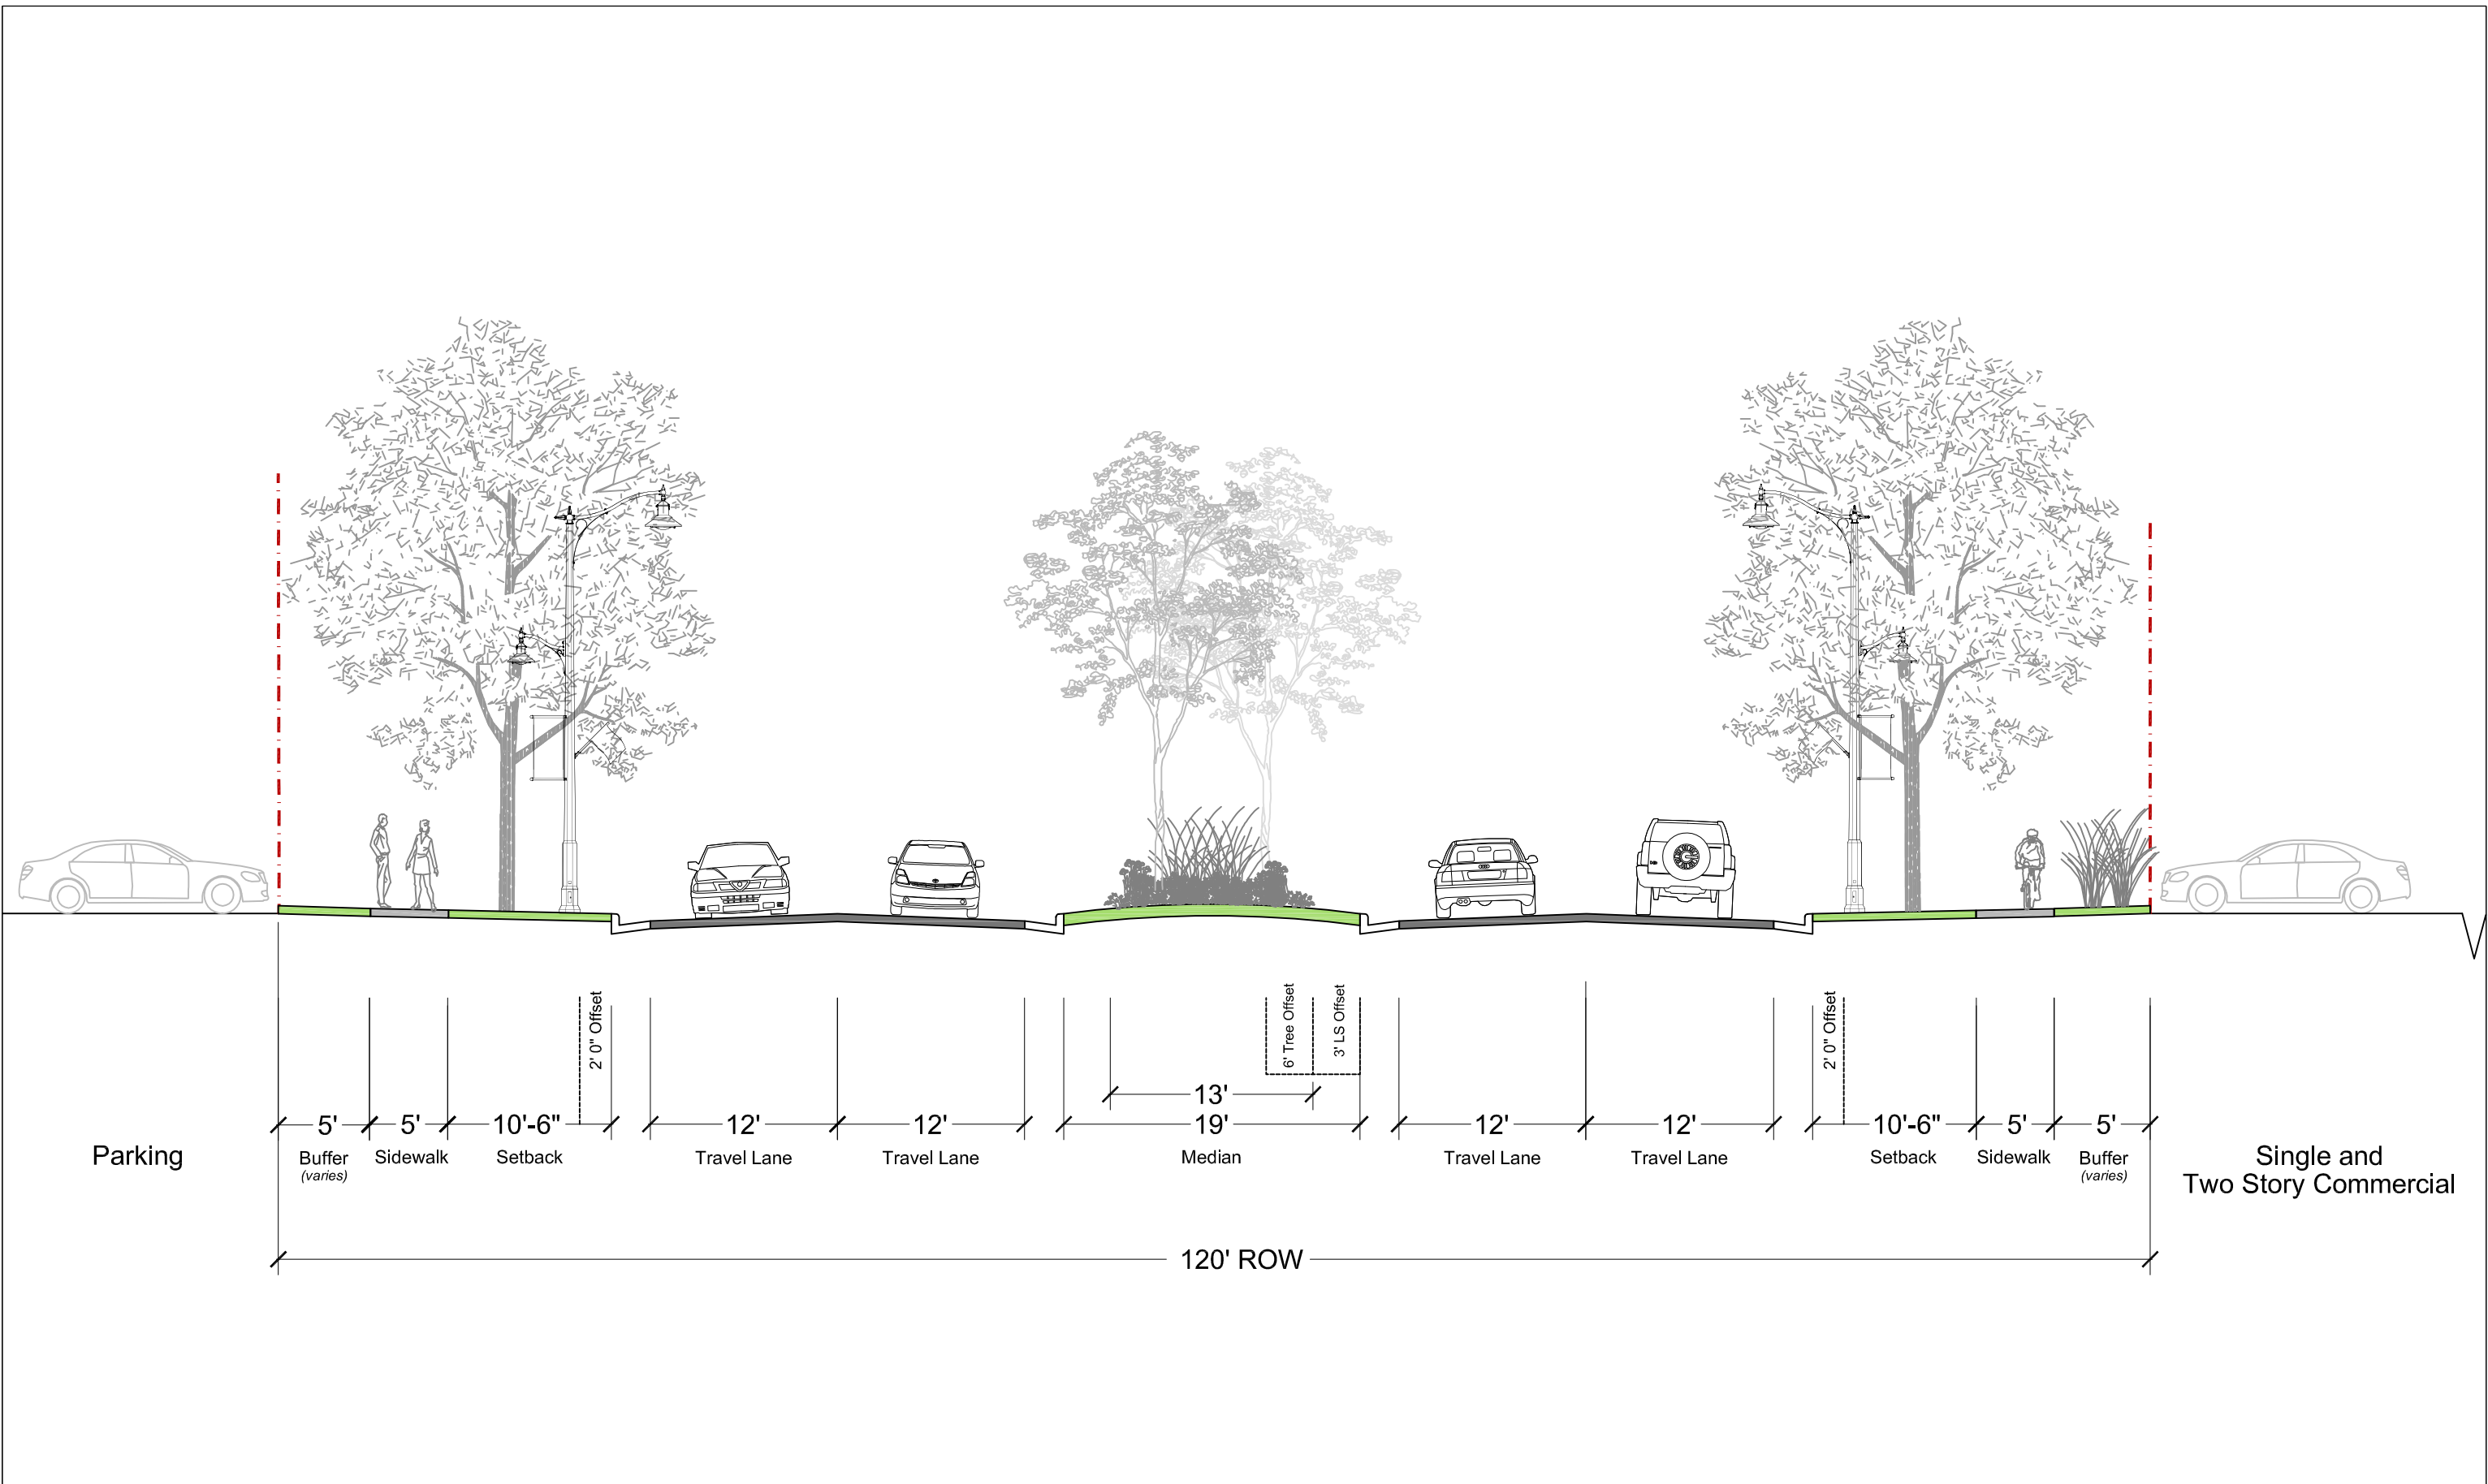 2' 0" Offset
6' Tree Offset
3' LS Offset
2' 0" Offset
13'
5'
5'
10'-6"
12'
12'
19'
12'
12'
10'-6"
5'
5'
Parking
Buffer
(varies)
Sidewalk
Setback
Travel Lane
Travel Lane
Median
Travel Lane
Travel Lane
Setback
Sidewalk
Buffer
(varies)
Single and
Two Story Commercial
120' ROW